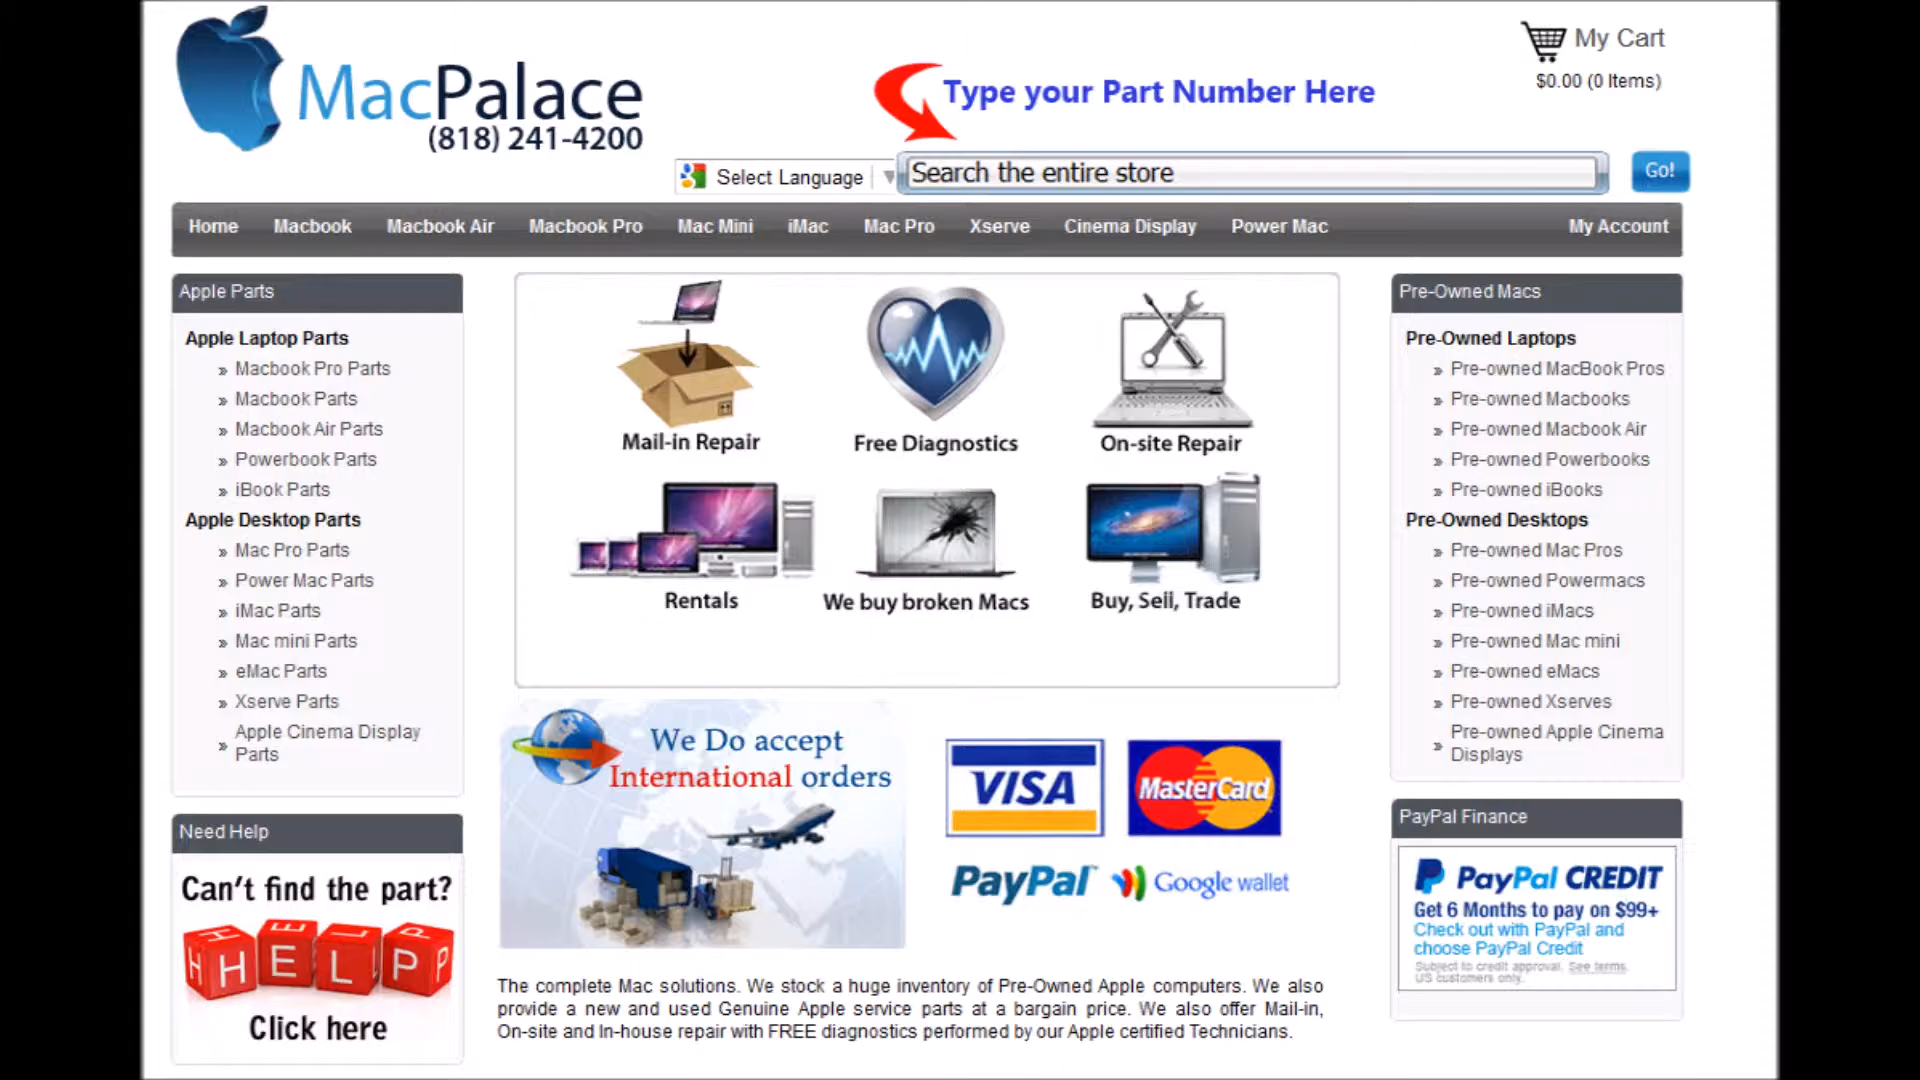 MacPalace
(818) 241-4200
Type your Part Number Here
My Cart
$0.00 (0 Items)
Select Language
Search the entire store
Go!
Home Macbook Macbook Air Macbook Pro Mac Mini iMac Mac Pro Xserve Cinema Display Power Mac My Account
Apple Parts
Apple Laptop Parts
» Macbook Pro Parts
» Macbook Parts
» Macbook Air Parts
» Powerbook Parts
» iBook Parts
Apple Desktop Parts
» Mac Pro Parts
» Power Mac Parts
» iMac Parts
» Mac mini Parts
» eMac Parts
» Xserve Parts
» Apple Cinema Display
Parts
Need Help
Can't find the part?
HELP
Click here
Mail-in Repair
Free Diagnostics
On-site Repair
Rentals
We buy broken Macs
Buy, Sell, Trade
We Do accept
International orders
VISA
MasterCard
PayPal
Google wallet
The complete Mac solutions. We stock a huge inventory of Pre-Owned Apple computers. We also
provide a new and used Genuine Apple service parts at a bargain price. We also offer Mail-in,
On-site and In-house repair with FREE diagnostics performed by our Apple certified Technicians.
Pre-Owned Macs
Pre-Owned Laptops
» Pre-owned MacBook Pros
» Pre-owned Macbooks
» Pre-owned Macbook Air
» Pre-owned Powerbooks
» Pre-owned iBooks
Pre-Owned Desktops
» Pre-owned Mac Pros
» Pre-owned Powermacs
» Pre-owned iMacs
» Pre-owned Mac mini
» Pre-owned eMacs
» Pre-owned Xserves
» Pre-owned Apple Cinema
Displays
PayPal Finance
PayPal CREDIT
Get 6 Months to pay on $99+
Check out with PayPal and
choose PayPal Credit
Subject to credit approval. See terms.
US customers only.